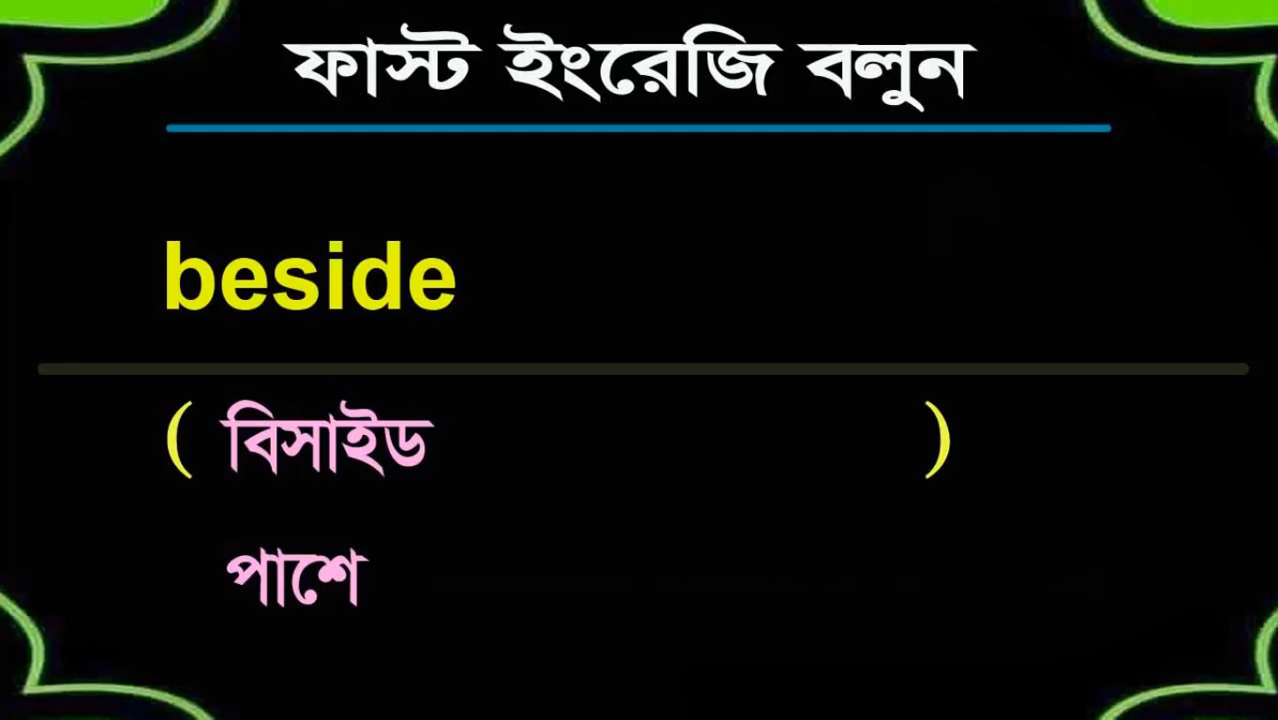 ফাস্ট ইংরেজি বলুন
beside
( বিসাইড )
পাশে